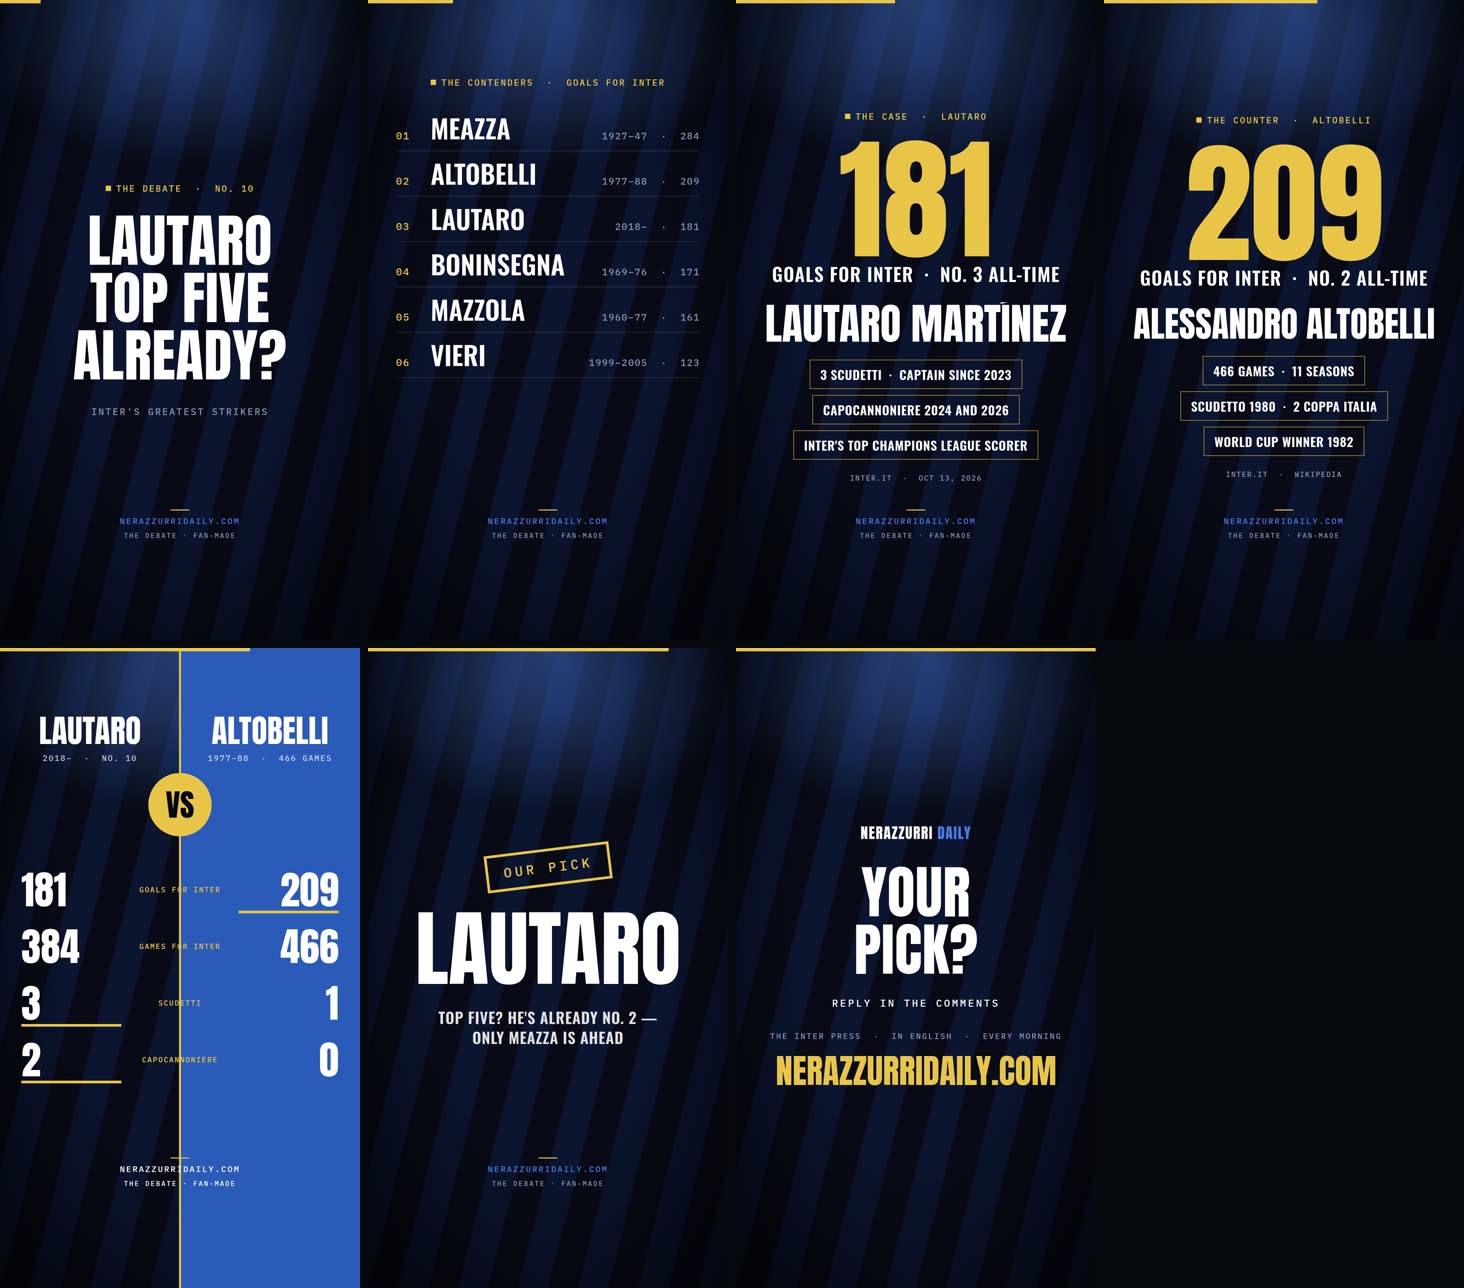 THE DEBATE · NO. 10
LAUTARO
TOP FIVE
ALREADY?
INTER'S GREATEST STRIKERS
NERAZZURRIDAILY.COM
THE DEBATE · FAN-MADE
THE CONTENDERS · GOALS FOR INTER
01 MEAZZA 1927–47 · 284
02 ALTOBELLI 1977–88 · 209
03 LAUTARO 2018– · 181
04 BONINSEGNA 1969–76 · 171
05 MAZZOLA 1960–77 · 161
06 VIERI 1999–2005 · 123
NERAZZURRIDAILY.COM
THE DEBATE · FAN-MADE
THE CASE · LAUTARO
181
GOALS FOR INTER · NO. 3 ALL-TIME
LAUTARO MARTÍNEZ
3 SCUDETTI · CAPTAIN SINCE 2023
CAPOCANNONIERE 2024 AND 2026
INTER'S TOP CHAMPIONS LEAGUE SCORER
INTER.IT · OCT 13, 2026
NERAZZURRIDAILY.COM
THE DEBATE · FAN-MADE
THE COUNTER · ALTOBELLI
209
GOALS FOR INTER · NO. 2 ALL-TIME
ALESSANDRO ALTOBELLI
466 GAMES · 11 SEASONS
SCUDETTO 1980 · 2 COPPA ITALIA
WORLD CUP WINNER 1982
INTER.IT · WIKIPEDIA
NERAZZURRIDAILY.COM
THE DEBATE · FAN-MADE
LAUTARO ALTOBELLI
2018– · NO. 10 1977–88 · 466 GAMES
VS
181 GOALS FOR INTER 209
384 GAMES FOR INTER 466
3 SCUDETTI 1
2 CAPOCANNONIERE 0
NERAZZURRIDAILY.COM
THE DEBATE · FAN-MADE
OUR PICK
LAUTARO
TOP FIVE? HE'S ALREADY NO. 2 —
ONLY MEAZZA IS AHEAD
NERAZZURRIDAILY.COM
THE DEBATE · FAN-MADE
NERAZZURRI DAILY
YOUR
PICK?
REPLY IN THE COMMENTS
THE INTER PRESS · IN ENGLISH · EVERY MORNING
NERAZZURRIDAILY.COM